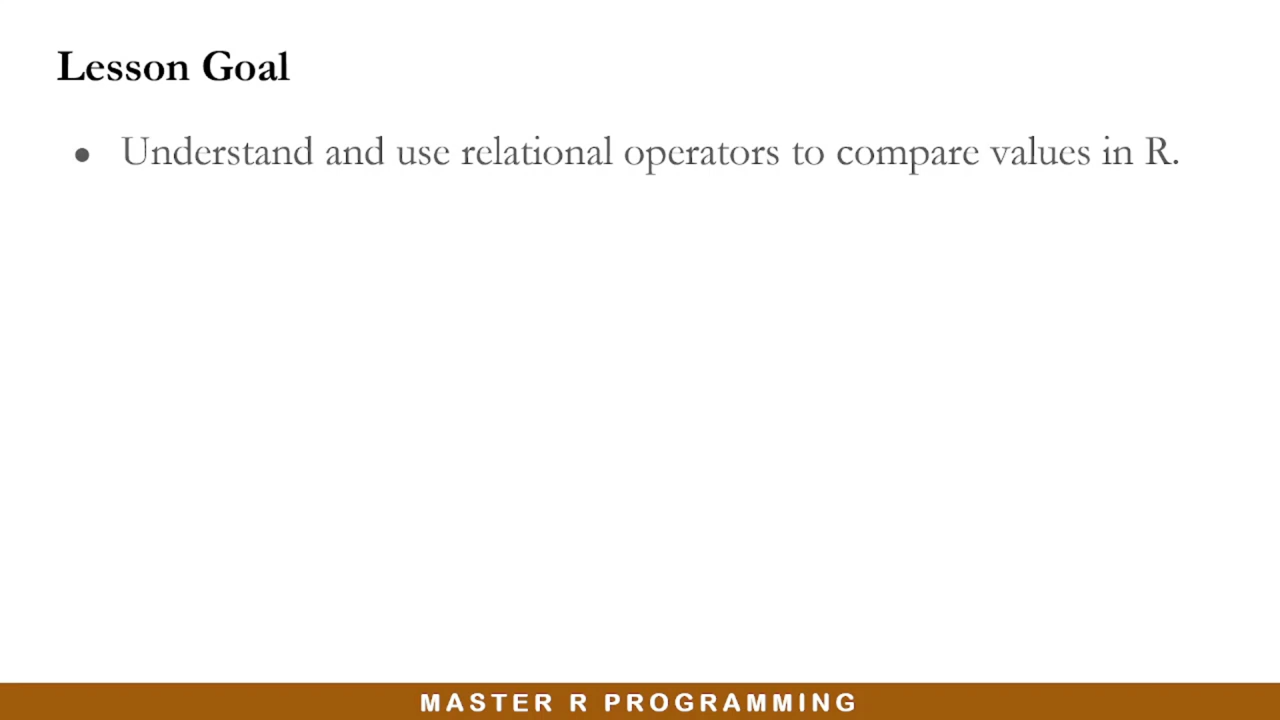 Lesson Goal
● Understand and use relational operators to compare values in R.
MASTER R PROGRAMMING